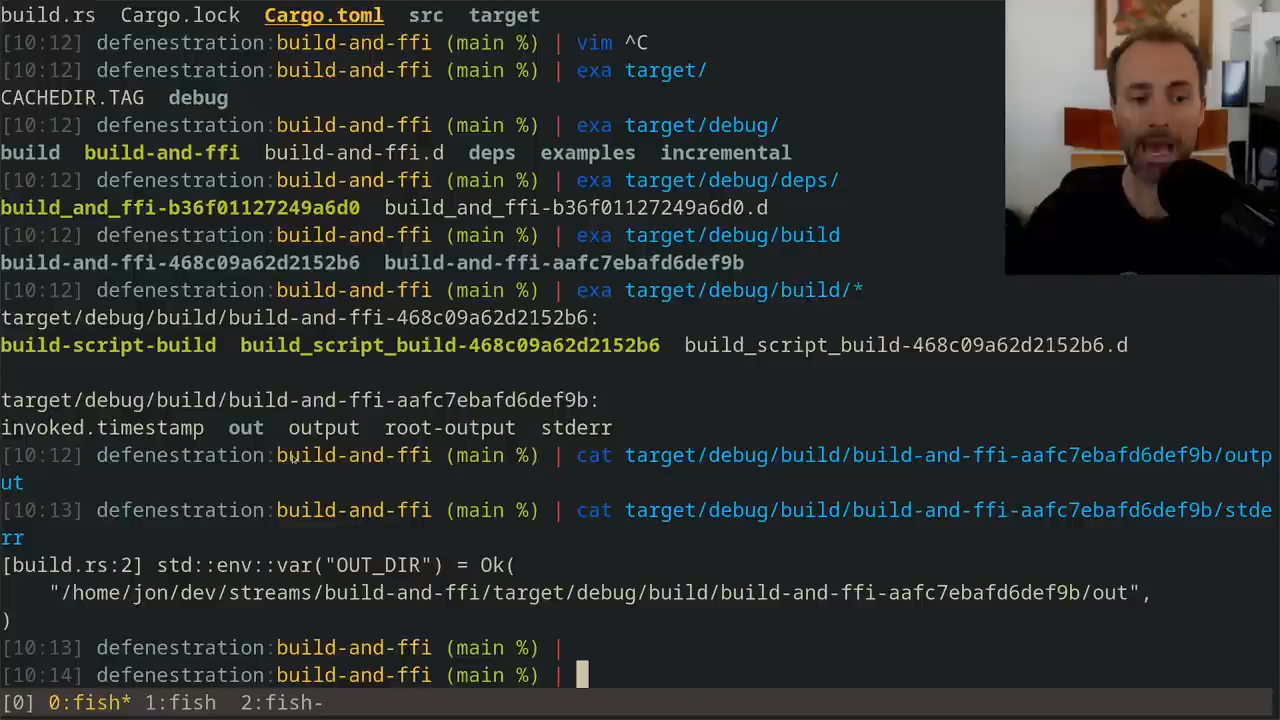 build.rs  Cargo.lock  Cargo.toml  src  target
[10:12] defenestration:build-and-ffi (main %) | vim ^C
[10:12] defenestration:build-and-ffi (main %) | exa target/
CACHEDIR.TAG  debug
[10:12] defenestration:build-and-ffi (main %) | exa target/debug/
build  build-and-ffi  build-and-ffi.d  deps  examples  incremental
[10:12] defenestration:build-and-ffi (main %) | exa target/debug/deps/
build_and_ffi-b36f01127249a6d0  build_and_ffi-b36f01127249a6d0.d
[10:12] defenestration:build-and-ffi (main %) | exa target/debug/build
build-and-ffi-468c09a62d2152b6  build-and-ffi-aafc7ebafd6def9b
[10:12] defenestration:build-and-ffi (main %) | exa target/debug/build/*
target/debug/build/build-and-ffi-468c09a62d2152b6:
build-script-build  build_script_build-468c09a62d2152b6  build_script_build-468c09a62d2152b6.d
target/debug/build/build-and-ffi-aafc7ebafd6def9b:
invoked.timestamp  out  output  root-output  stderr
[10:12] defenestration:build-and-ffi (main %) | cat target/debug/build/build-and-ffi-aafc7ebafd6def9b/outp
ut
[10:13] defenestration:build-and-ffi (main %) | cat target/debug/build/build-and-ffi-aafc7ebafd6def9b/stde
rr
[build.rs:2] std::env::var("OUT_DIR") = Ok(
    "/home/jon/dev/streams/build-and-ffi/target/debug/build/build-and-ffi-aafc7ebafd6def9b/out",
)
[10:13] defenestration:build-and-ffi (main %) |
[10:14] defenestration:build-and-ffi (main %) |
[0] 0:fish* 1:fish  2:fish-